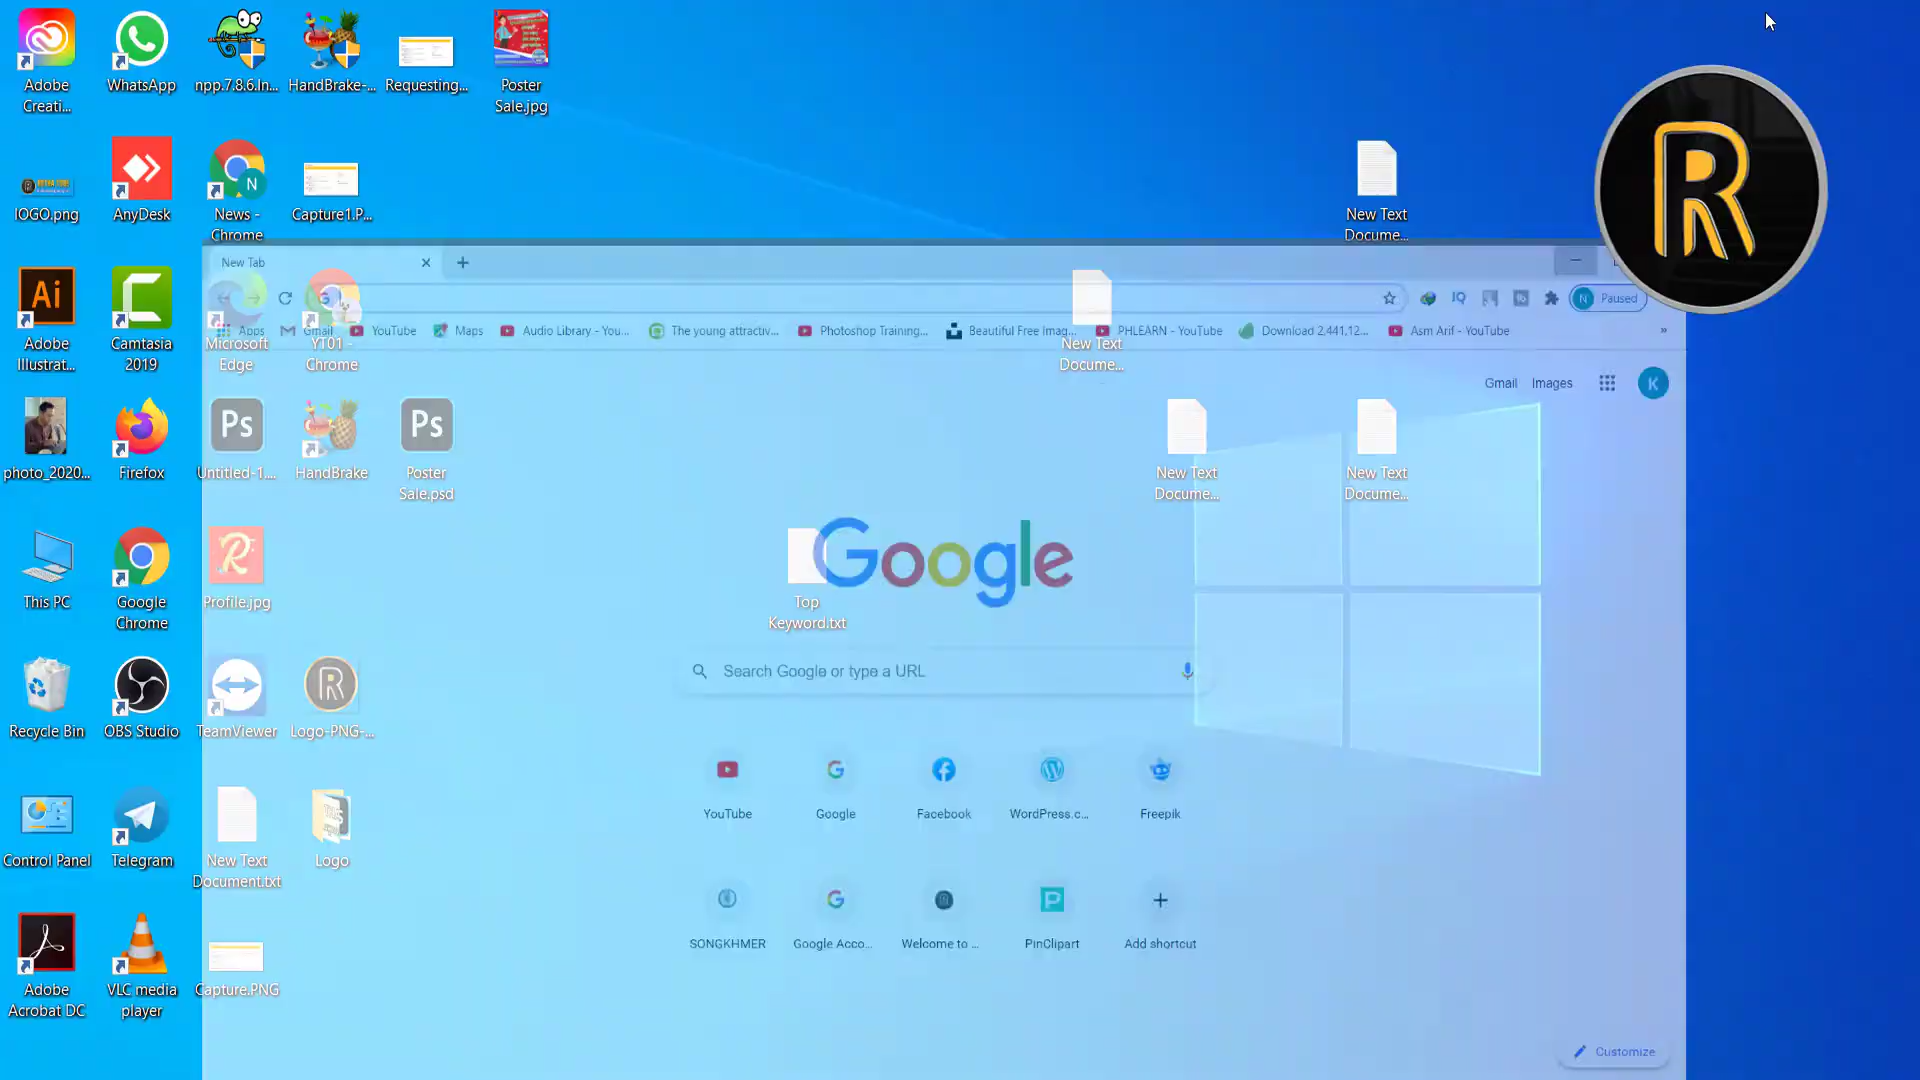 Adobe
Creati...
WhatsApp
npp.7.8.6.In...
HandBrake-...
Requesting...
Poster
Sale.jpg
lOGO.png
AnyDesk
News -
Chrome
Capture1.P...
New Text
Docume...
R
New Tab
Adobe
Illustrat...
Camtasia
2019
Microsoft
Edge
YT01 -
Chrome
Paused
Apps
Gmail
YouTube
Maps
Audio Library - You...
The young attractiv...
Photoshop Training...
Beautiful Free Imag...
PHLEARN - YouTube
Download 2,441,12...
Asm Arif - YouTube
New Text
Docume...
Gmail
Images
K
photo_2020...
Firefox
Ps
Untitled-1....
HandBrake
Ps
Poster
Sale.psd
New Text
Docume...
New Text
Docume...
This PC
Google
Chrome
Profile.jpg
Top
Keyword.txt
Google
Search Google or type a URL
Recycle Bin
OBS Studio
TeamViewer
Logo-PNG-...
YouTube
Google
Facebook
WordPress.c...
Freepik
Control Panel
Telegram
New Text
Document.txt
Logo
SONGKHMER
Google Acco...
Welcome to ...
PinClipart
Add shortcut
Adobe
Acrobat DC
VLC media
player
Capture.PNG
Customize